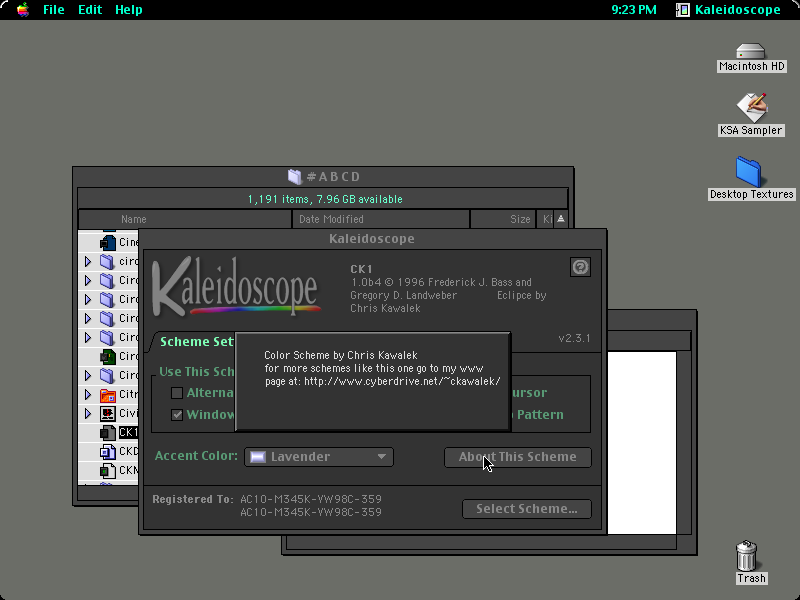 File Edit Help
9:23 PM Kaleidoscope
Macintosh HD
KSA Sampler
Desktop Textures
#ABCD
1,191 items, 7.96 GB available
Name Date Modified Size Ki
Cine
circ
Circ
Circ
Circ
Circ
Circ
Circ
Citr
Civi
CK1
CKD
CKN
Kaleidoscope
Kaleidoscope
CK1
1.0b4 © 1996 Frederick J. Bass and
Gregory D. Landweber Eclipce by
Chris Kawalek
v2.3.1
Scheme Set
Color Scheme by Chris Kawalek
for more schemes like this one go to my www
page at: http://www.cyberdrive.net/~ckawalek/
Use This Sch
Alterna ursor
Window Pattern
Accent Color: Lavender About This Scheme
Registered To: AC10-M345K-VW98C-359
AC10-M345K-VW98C-359
Select Scheme...
Trash